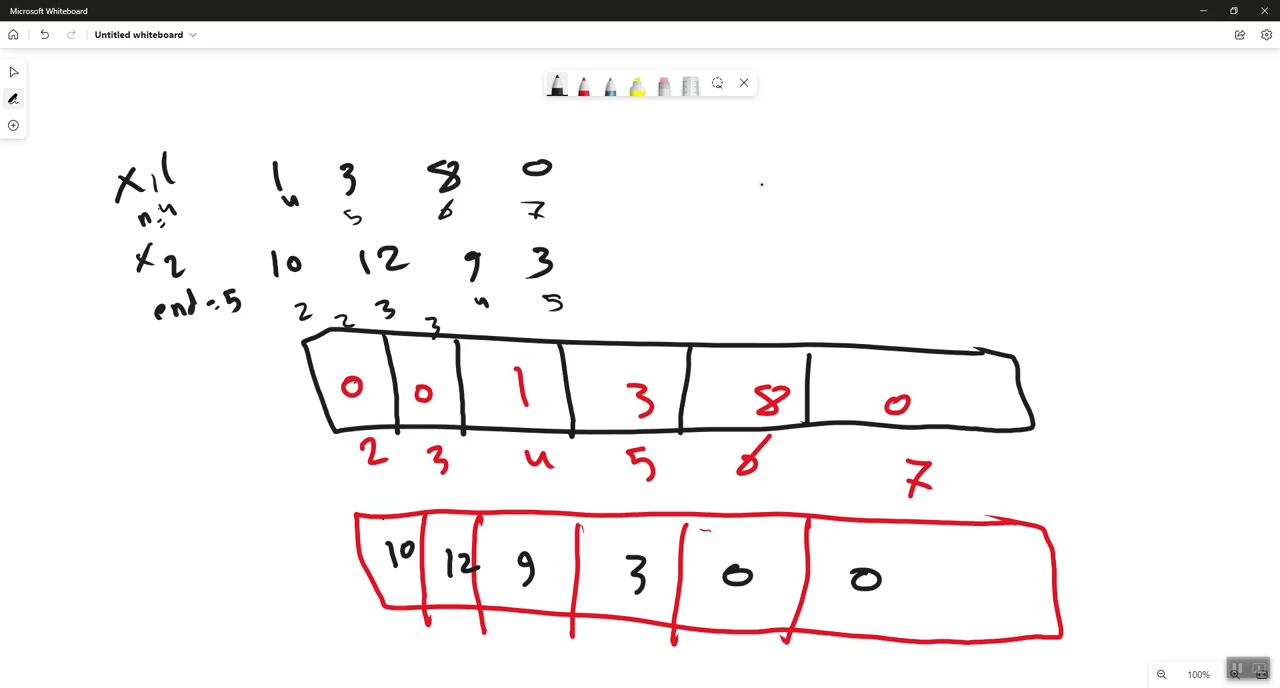 Microsoft Whiteboard
Untitled whiteboard
x1 1 3 8 0
n=4 4 5 6 7
x2 10 12 9 3
end=5 2 3 4 5
2 3
0 0 1 3 8 0
2 3 4 5 6 7
10 12 9 3 0 0
100%